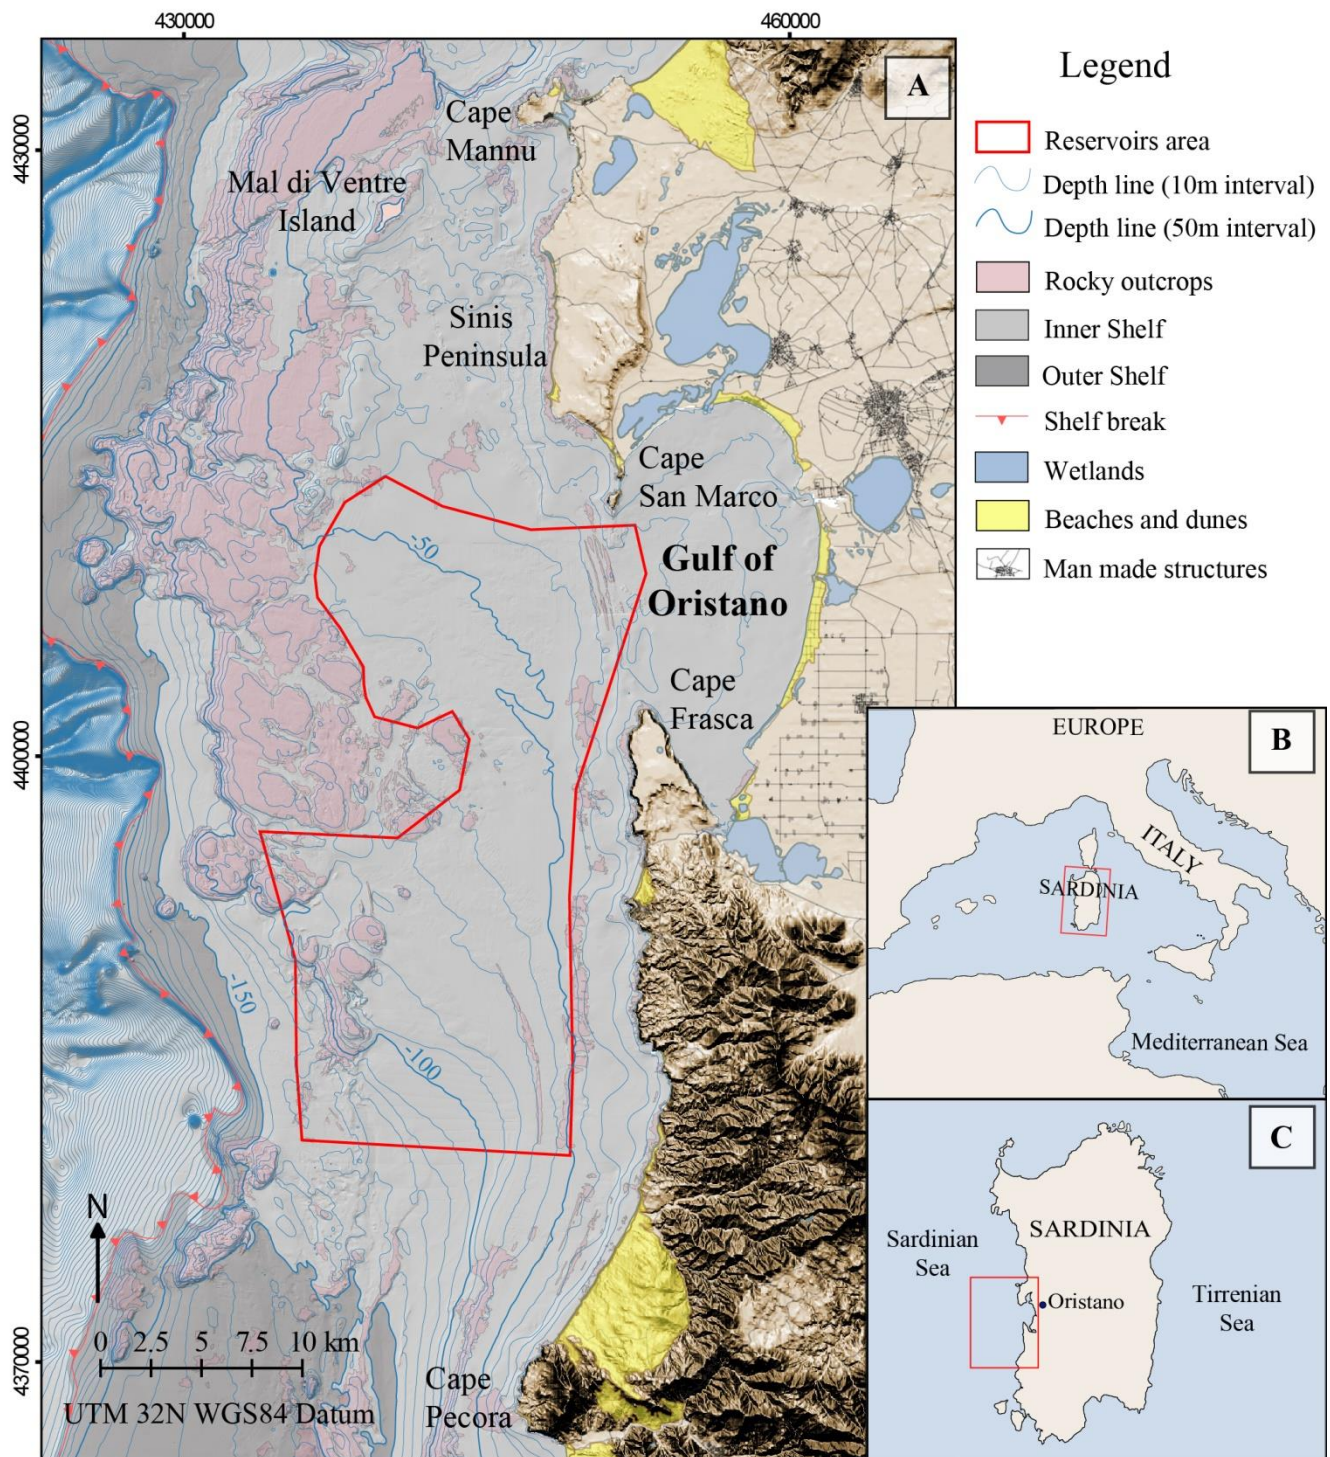 430000
460000
A
Legend
Cape
Mannu
4430000
Reservoirs area
Mal di Ventre
Island
Depth line (10m interval)
Depth line (50m interval)
Rocky outcrops
Sinis
Peninsula
Inner Shelf
Outer Shelf
Shelf break
Wetlands
Beaches and dunes
Man made structures
Cape
San Marco
-50
Gulf of
Oristano
Cape
Frasca
4400000
EUROPE
B
ITALY
SARDINIA
Mediterranean Sea
-150
-100
C
SARDINIA
Sardinian
Sea
Oristano
Tirrenian
Sea
N
0 2.5 5 7.5 10 km
4370000
Cape
Pecora
UTM 32N WGS84 Datum